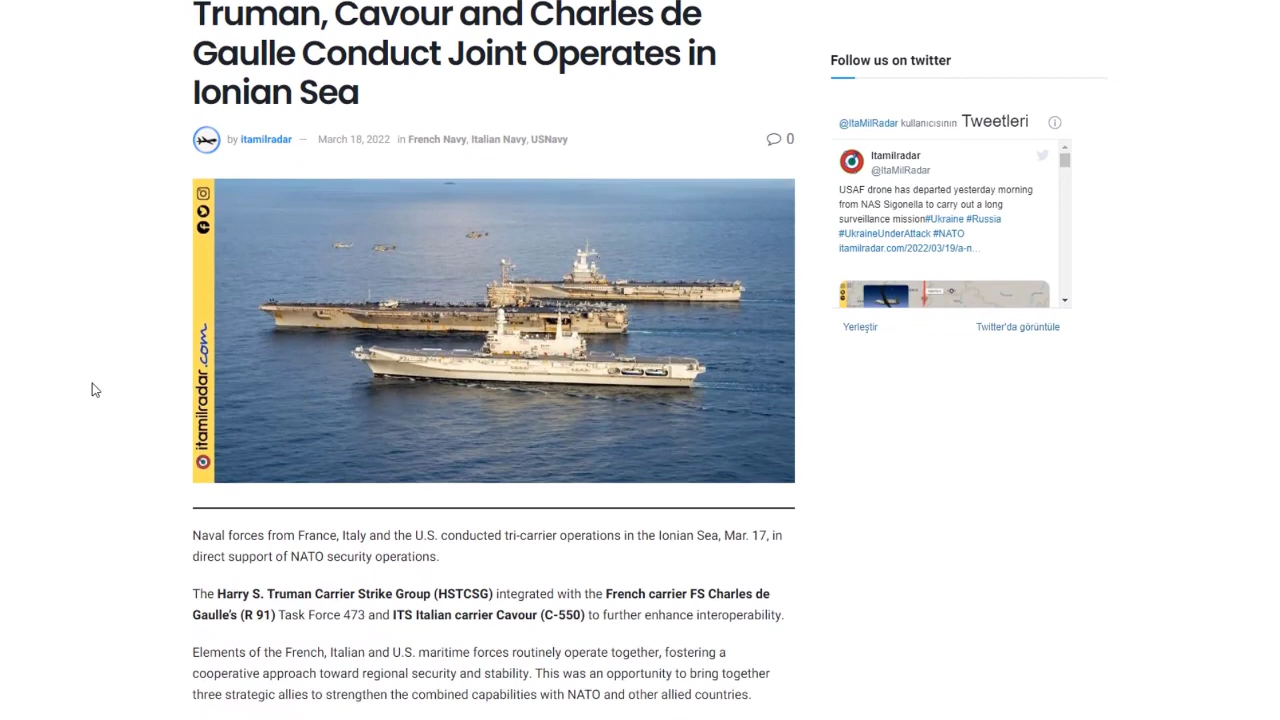 Truman, Cavour and Charles de
Gaulle Conduct Joint Operates in
Ionian Sea
by itamilradar — March 18, 2022 in French Navy, Italian Navy, USNavy
0
itamilradar.com
Naval forces from France, Italy and the U.S. conducted tri-carrier operations in the Ionian Sea, Mar. 17, in
direct support of NATO security operations.
The Harry S. Truman Carrier Strike Group (HSTCSG) integrated with the French carrier FS Charles de
Gaulle's (R 91) Task Force 473 and ITS Italian carrier Cavour (C-550) to further enhance interoperability.
Elements of the French, Italian and U.S. maritime forces routinely operate together, fostering a
cooperative approach toward regional security and stability. This was an opportunity to bring together
three strategic allies to strengthen the combined capabilities with NATO and other allied countries.
Follow us on twitter
@ItaMilRadar kullanıcısının Tweetleri
Itamilradar
@ItaMilRadar
USAF drone has departed yesterday morning
from NAS Sigonella to carry out a long
surveillance mission#Ukraine #Russia
#UkraineUnderAttack #NATO
itamilradar.com/2022/03/19/a-n…
Yerleştir
Twitter'da görüntüle